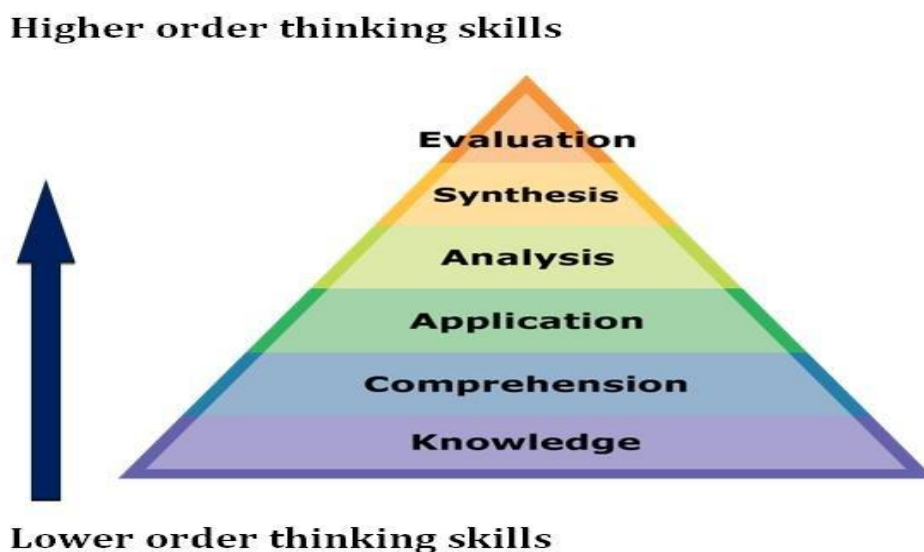 Higher order thinking skills
Evaluation
Synthesis
Analysis
Application
Comprehension
Knowledge
Lower order thinking skills